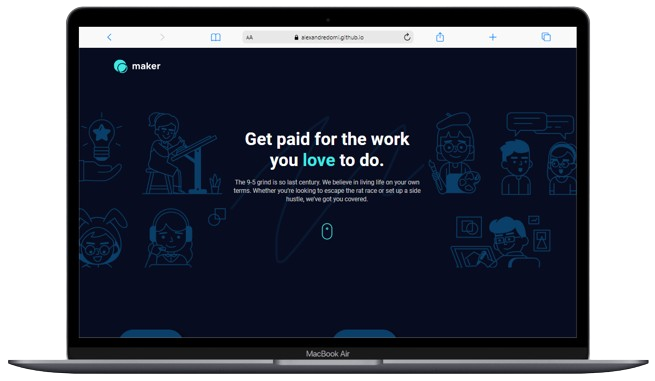 AA
alexandredomi.github.io
maker
Get paid for the work
you love to do.
The 9-5 grind is so last century. We believe in living life on your own
terms. Whether you're looking to escape the rat race or set up a side
hustle, we've got you covered.
MacBook Air